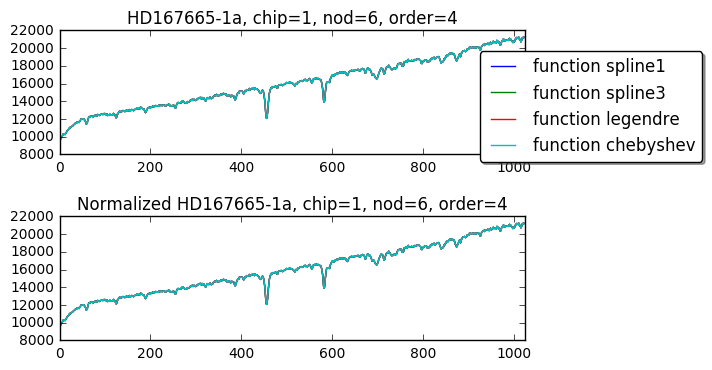 HD167665-1a, chip=1, nod=6, order=4
22000
20000
18000
16000
14000
12000
10000
8000
0 200 400 600 800 1000
function spline1
function spline3
function legendre
function chebyshev
Normalized HD167665-1a, chip=1, nod=6, order=4
22000
20000
18000
16000
14000
12000
10000
8000
0 200 400 600 800 1000